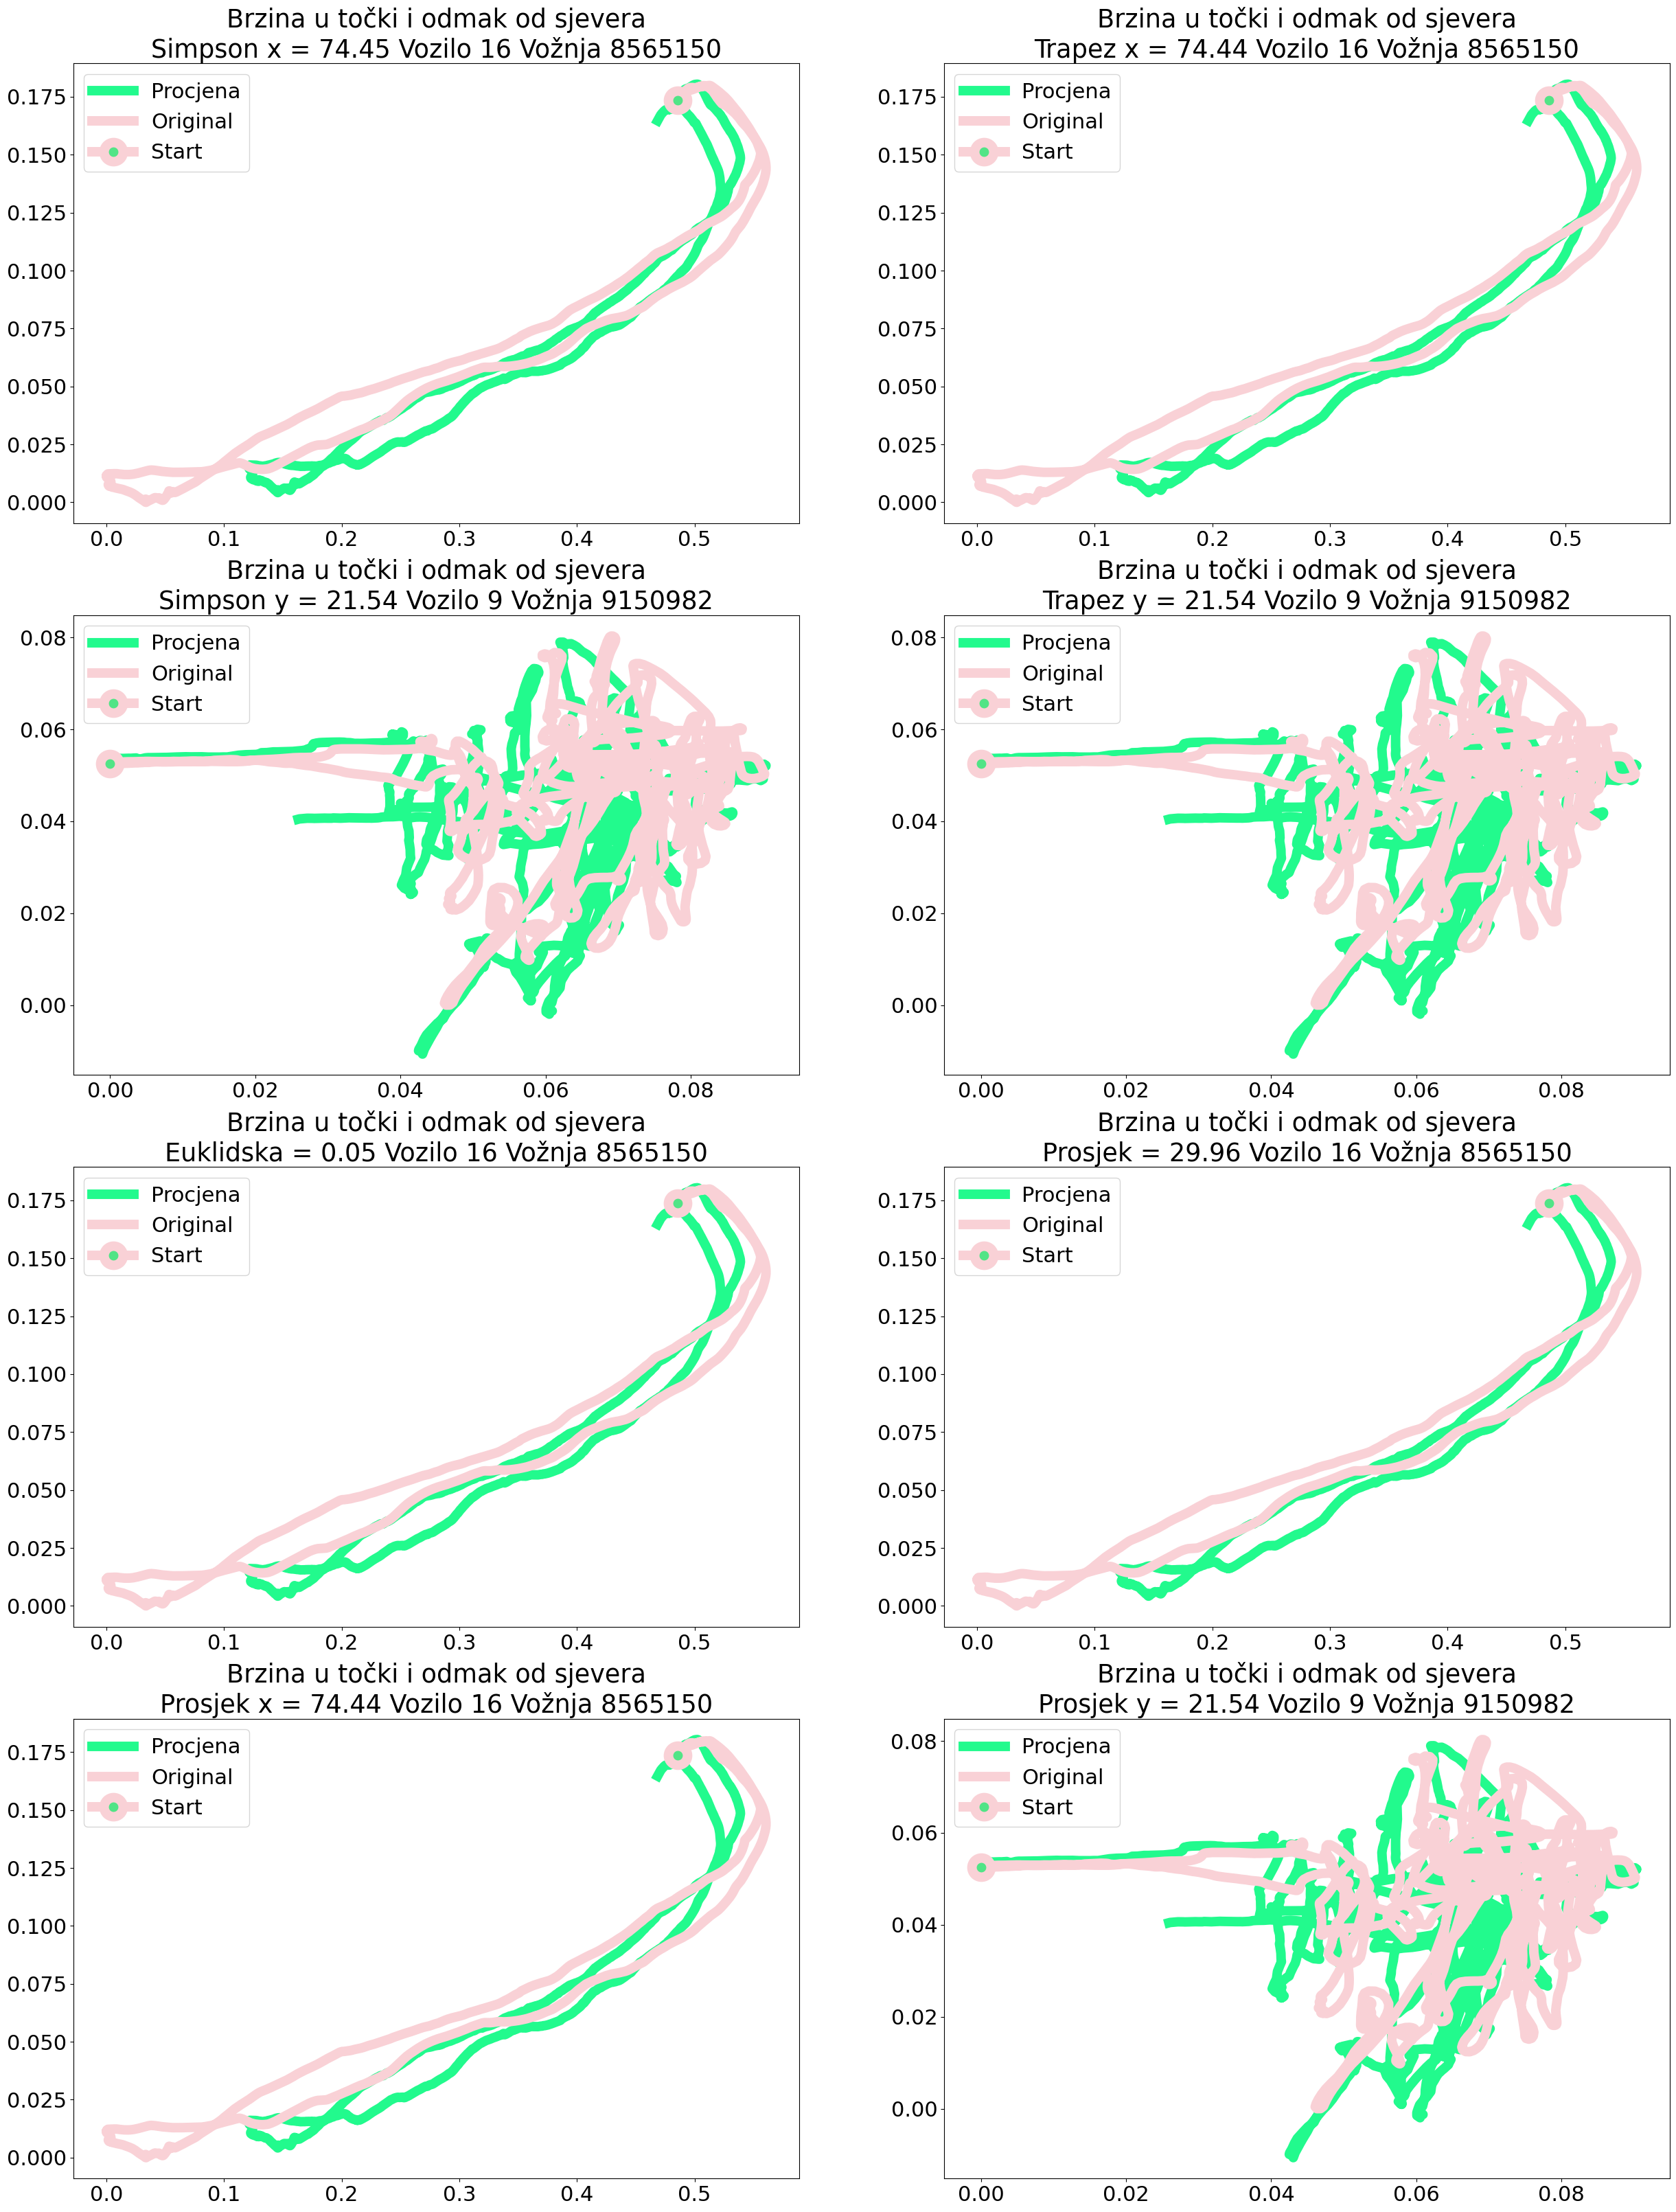 Brzina u točki i odmak od sjevera
Simpson x = 74.45 Vozilo 16 Vožnja 8565150
Procjena
Original
Start
0.175
0.150
0.125
0.100
0.075
0.050
0.025
0.000
0.0 0.1 0.2 0.3 0.4 0.5
Brzina u točki i odmak od sjevera
Trapez x = 74.44 Vozilo 16 Vožnja 8565150
Procjena
Original
Start
0.175
0.150
0.125
0.100
0.075
0.050
0.025
0.000
0.0 0.1 0.2 0.3 0.4 0.5
Brzina u točki i odmak od sjevera
Simpson y = 21.54 Vozilo 9 Vožnja 9150982
Procjena
Original
Start
0.08
0.06
0.04
0.02
0.00
0.00 0.02 0.04 0.06 0.08
Brzina u točki i odmak od sjevera
Trapez y = 21.54 Vozilo 9 Vožnja 9150982
Procjena
Original
Start
0.08
0.06
0.04
0.02
0.00
0.00 0.02 0.04 0.06 0.08
Brzina u točki i odmak od sjevera
Euklidska = 0.05 Vozilo 16 Vožnja 8565150
Procjena
Original
Start
0.175
0.150
0.125
0.100
0.075
0.050
0.025
0.000
0.0 0.1 0.2 0.3 0.4 0.5
Brzina u točki i odmak od sjevera
Prosjek = 29.96 Vozilo 16 Vožnja 8565150
Procjena
Original
Start
0.175
0.150
0.125
0.100
0.075
0.050
0.025
0.000
0.0 0.1 0.2 0.3 0.4 0.5
Brzina u točki i odmak od sjevera
Prosjek x = 74.44 Vozilo 16 Vožnja 8565150
Procjena
Original
Start
0.175
0.150
0.125
0.100
0.075
0.050
0.025
0.000
0.0 0.1 0.2 0.3 0.4 0.5
Brzina u točki i odmak od sjevera
Prosjek y = 21.54 Vozilo 9 Vožnja 9150982
Procjena
Original
Start
0.08
0.06
0.04
0.02
0.00
0.00 0.02 0.04 0.06 0.08